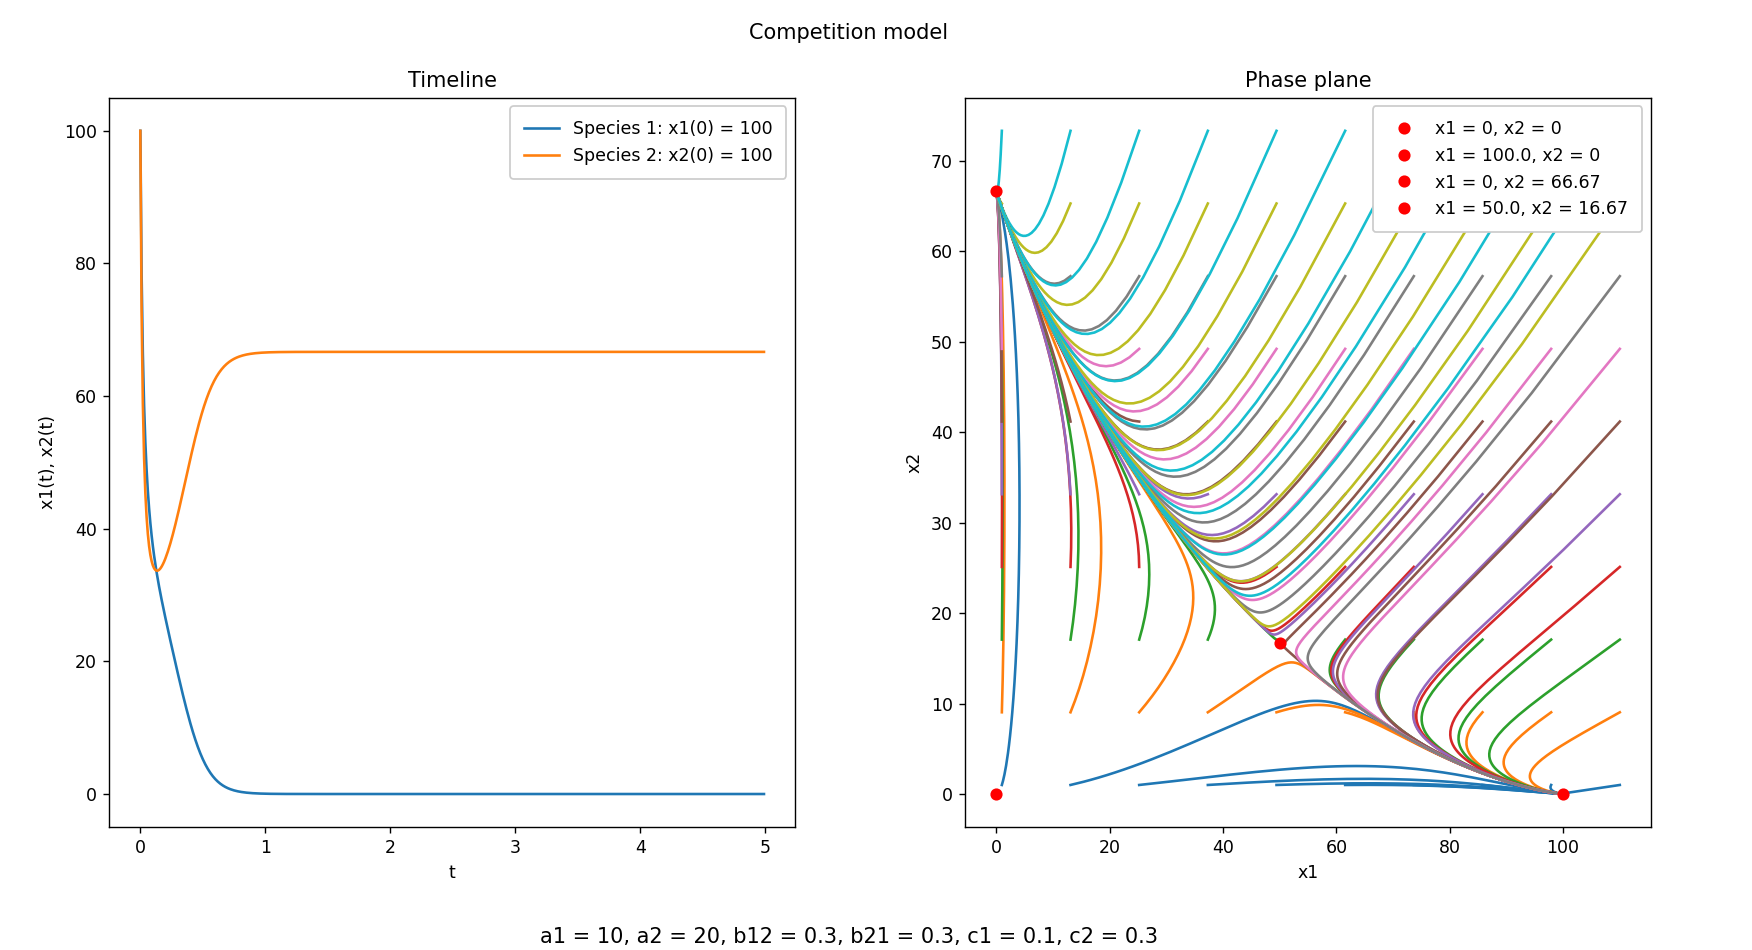 Competition model
Timeline
100
80
60
40
20
0
x1(t), x2(t)
0 1 2 3 4 5
t
Species 1: x1(0) = 100
Species 2: x2(0) = 100
Phase plane
70
60
50
40
30
20
10
0
x2
0 20 40 60 80 100
x1
x1 = 0, x2 = 0
x1 = 100.0, x2 = 0
x1 = 0, x2 = 66.67
x1 = 50.0, x2 = 16.67
a1 = 10, a2 = 20, b12 = 0.3, b21 = 0.3, c1 = 0.1, c2 = 0.3